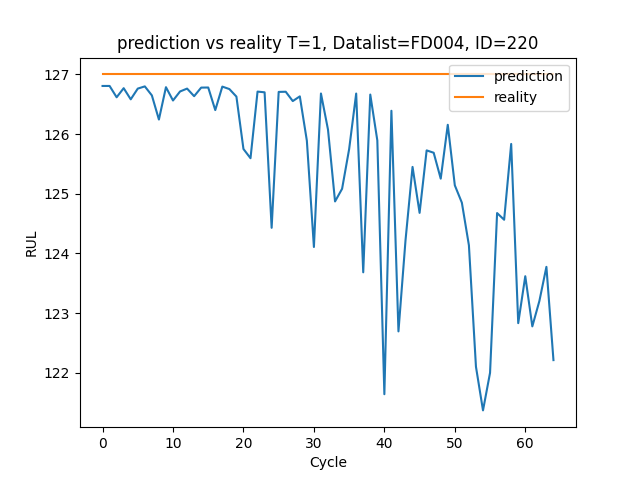 prediction vs reality T=1, Datalist=FD004, ID=220
127
126
125
124
123
122
RUL
prediction
reality
0 10 20 30 40 50 60
Cycle